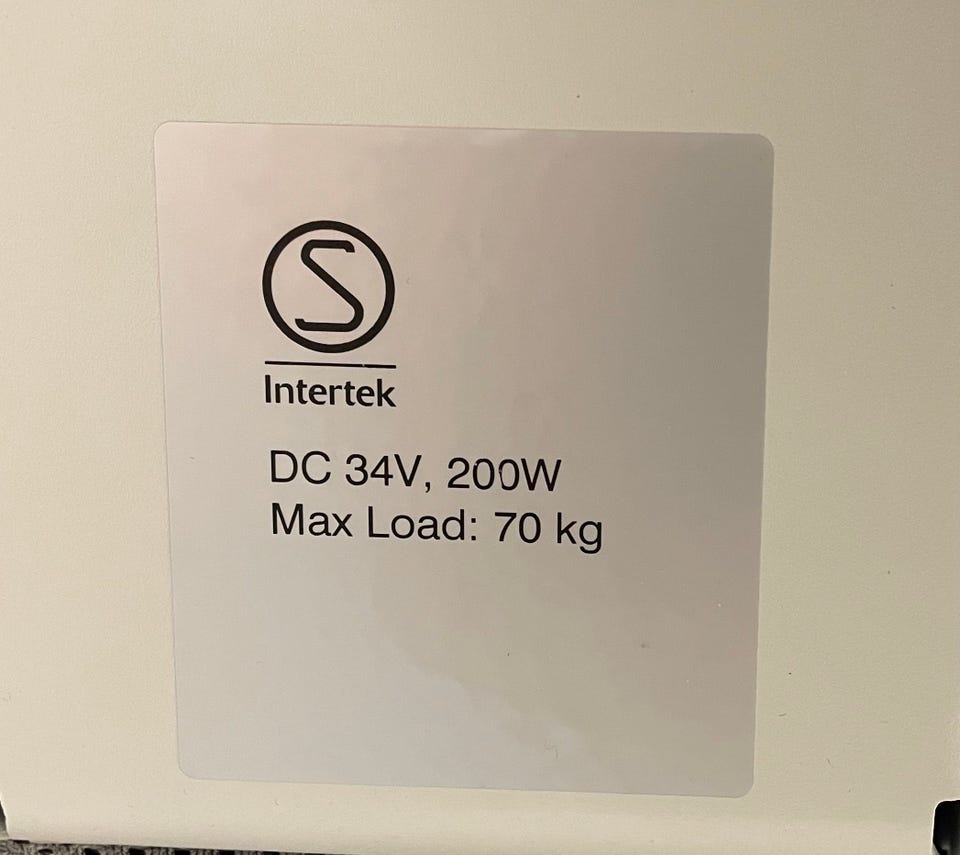 S
Intertek
DC 34V, 200W
Max Load: 70 kg